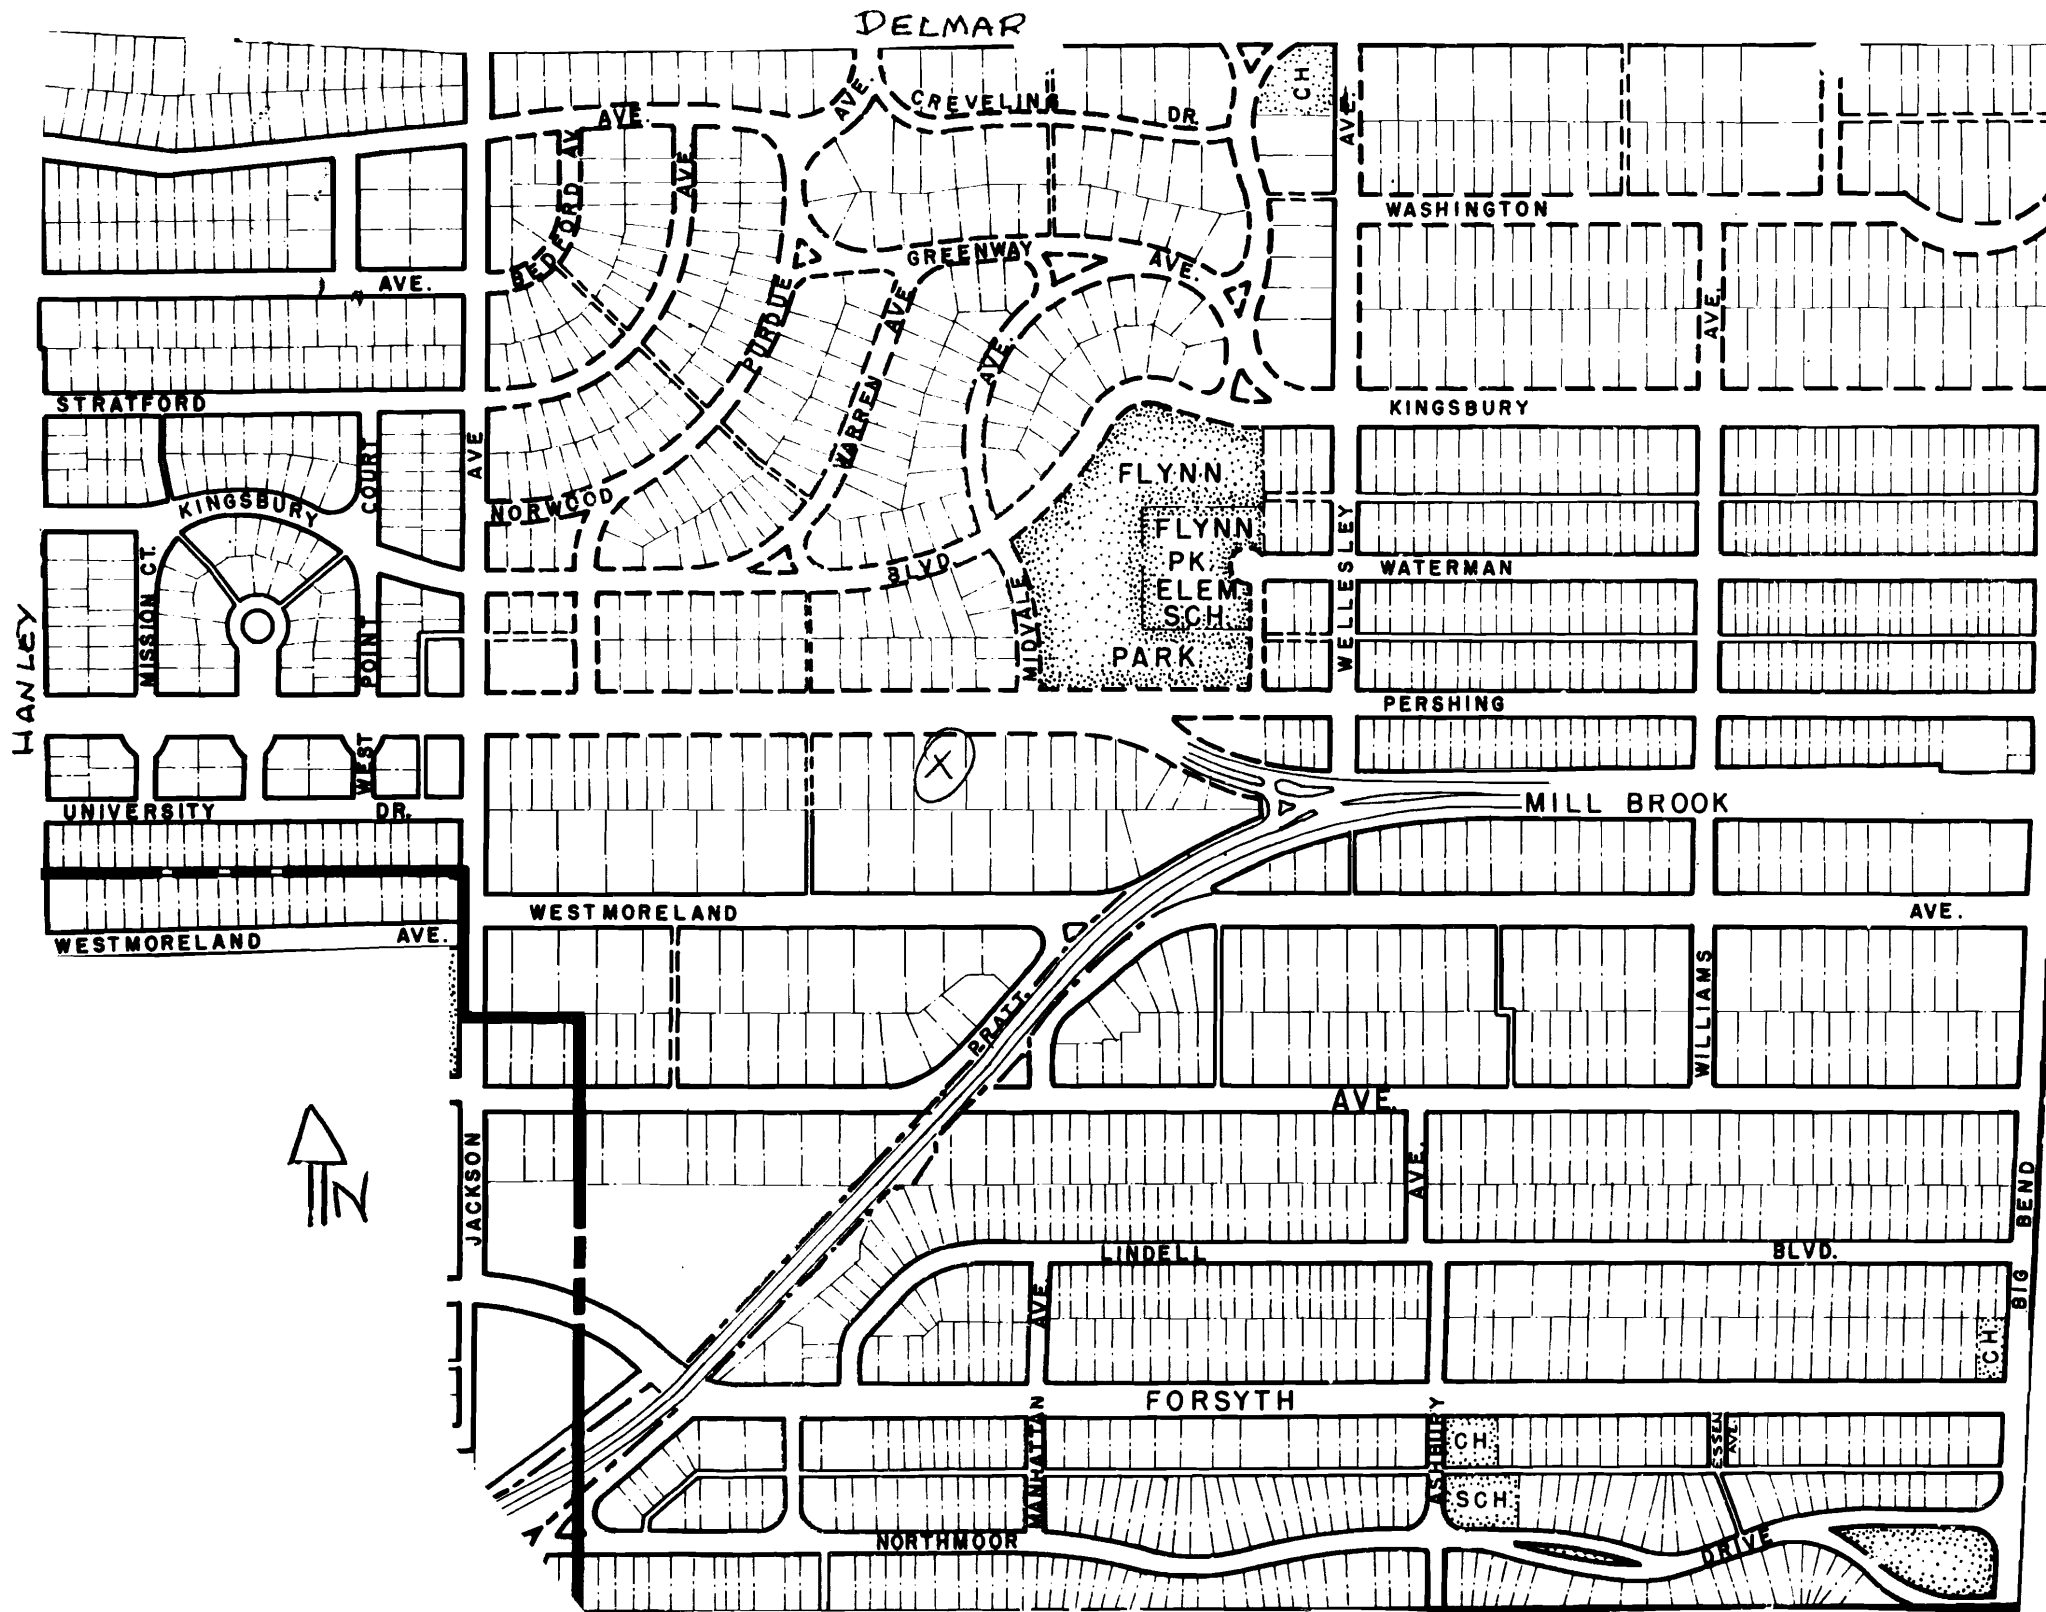 DELMAR
CH
AVE.
CREVELING
DR.
AVE.
AVE.
BEDFORD AV
AVE
WASHINGTON
GREENWAY
AVE.
AVE.
PURDUE
AVE
AVE.
AVE.
STRATFORD
KINGSBURY
WARREN
COURT
AVE
FLYNN
KINGSBURY
NORWOOD
FLYNN
PK
ELEM
SCH.
PARK
WELLESLEY
WATERMAN
BLVD.
MISSION CT.
MIDVALE
POINT
HANLEY
PERSHING
WEST
X
UNIVERSITY
DR.
MILL BROOK
WESTMORELAND
AVE.
WESTMORELAND
AVE.
WILLIAMS
PRATT
AVE.
N
JACKSON
AVE.
BIG BEND
LINDELL
BLVD.
AVE.
CH
FORSYTH
MANHATTAN
ASHBURY
CH.
ESSEX
AVE.
SCH.
NORTHMOOR
DRIVE